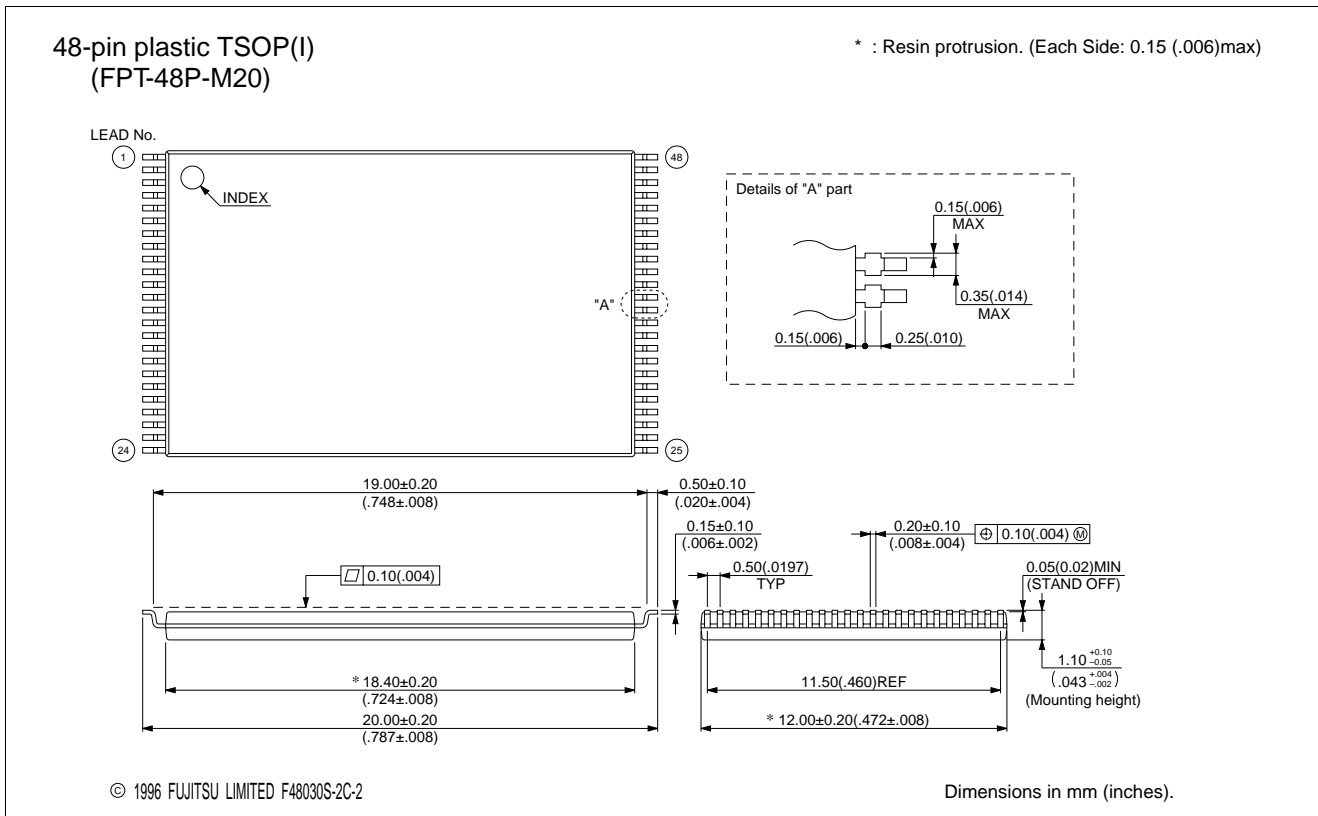 48-pin plastic TSOP(I)
(FPT-48P-M20)
* : Resin protrusion. (Each Side: 0.15 (.006)max)
LEAD No.
1
48
INDEX
"A"
24
25
Details of "A" part
0.15(.006)
MAX
0.35(.014)
MAX
0.15(.006)
0.25(.010)
19.00±0.20
(.748±.008)
0.50±0.10
(.020±.004)
0.15±0.10
(.006±.002)
0.10(.004)
* 18.40±0.20
(.724±.008)
20.00±0.20
(.787±.008)
0.20±0.10
(.008±.004)
⌖ 0.10(.004) Ⓜ
0.50(.0197)
TYP
0.05(0.02)MIN
(STAND OFF)
1.10 +0.10 −0.05
(.043 +.004 −.002)
(Mounting height)
11.50(.460)REF
* 12.00±0.20(.472±.008)
© 1996 FUJITSU LIMITED F48030S-2C-2
Dimensions in mm (inches).